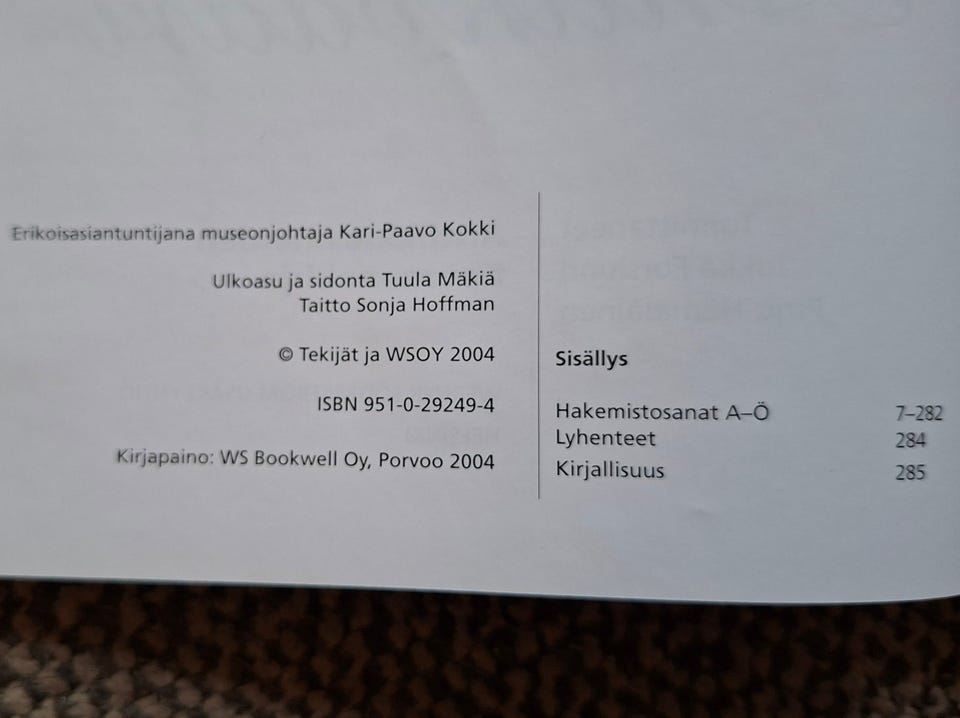 Erikoisasiantuntijana museonjohtaja Kari-Paavo Kokki
Ulkoasu ja sidonta Tuula Mäkiä
Taitto Sonja Hoffman
© Tekijät ja WSOY 2004
ISBN 951-0-29249-4
Kirjapaino: WS Bookwell Oy, Porvoo 2004
Sisällys
Hakemistosanat A–Ö 7–282
Lyhenteet 284
Kirjallisuus 285